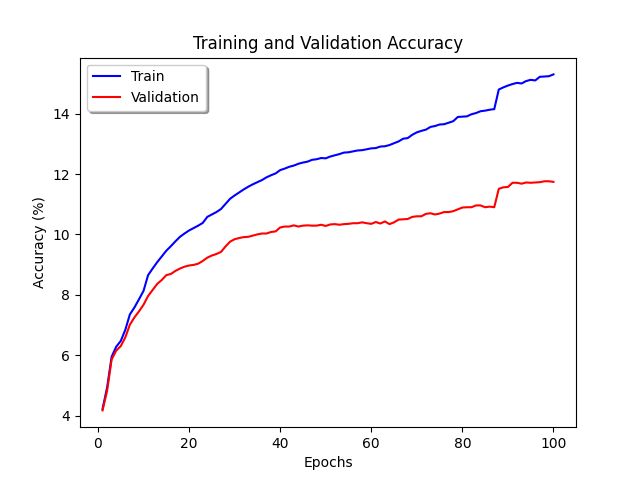 Training and Validation Accuracy
Train
Validation
14
12
10
8
6
4
Accuracy (%)
0 20 40 60 80 100
Epochs